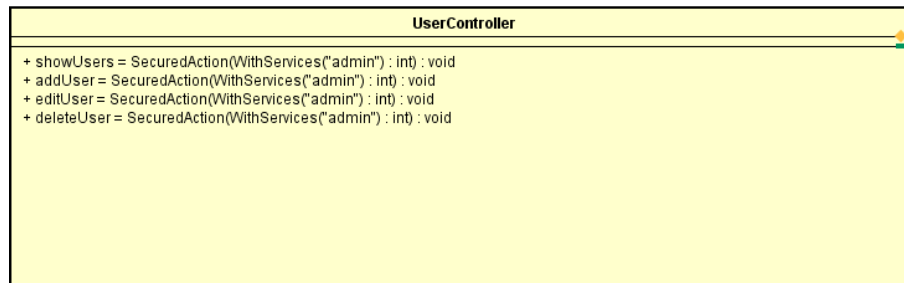 UserController
+ showUsers = SecuredAction(WithServices("admin") : int) : void
+ addUser = SecuredAction(WithServices("admin") : int) : void
+ editUser = SecuredAction(WithServices("admin") : int) : void
+ deleteUser = SecuredAction(WithServices("admin") : int) : void